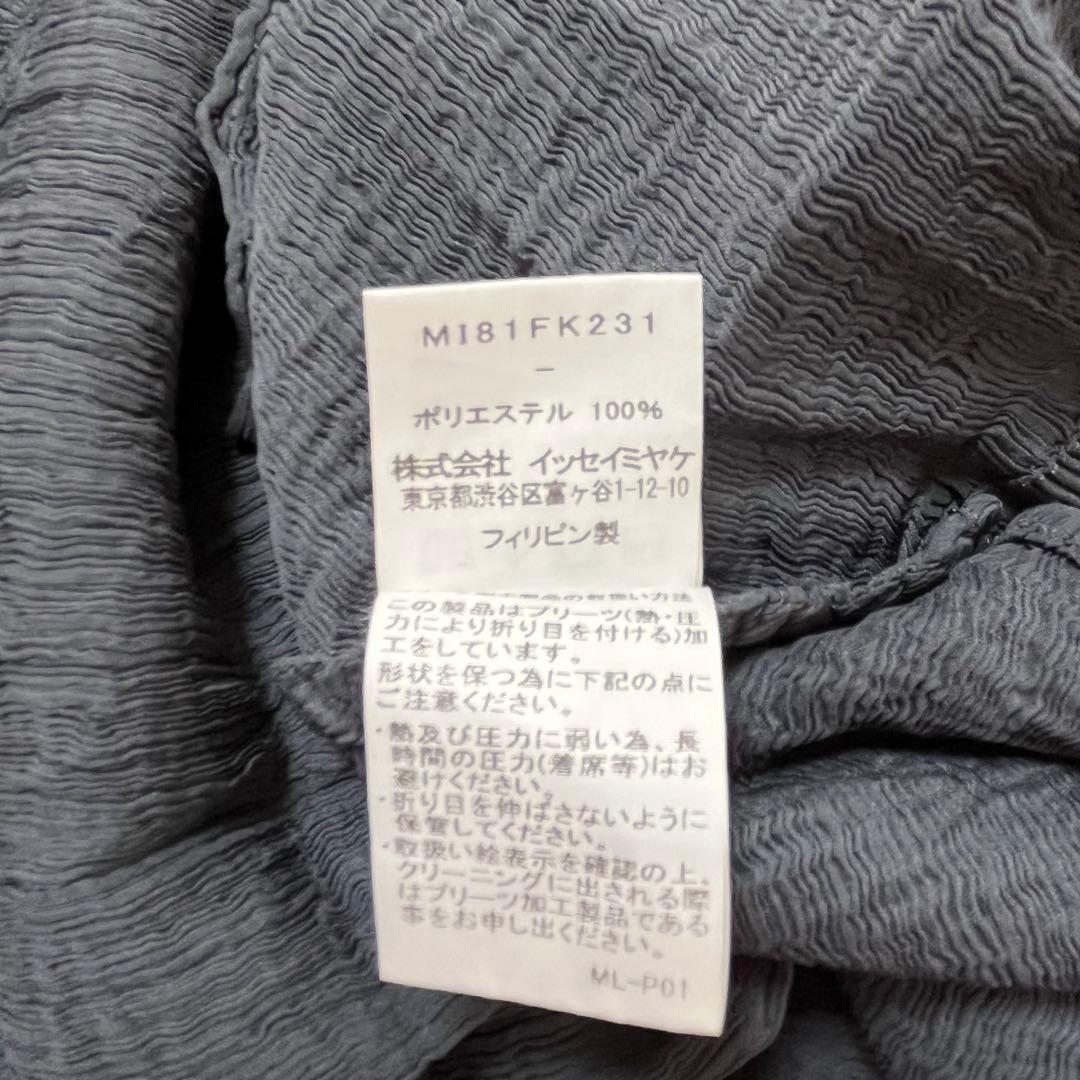 MI81FK231
-
ポリエステル 100%
株式会社 イッセイミヤケ
東京都渋谷区富ヶ谷1-12-10
フィリピン製
の取扱い方法
この製品はプリーツ(熱・圧
力により折り目を付ける)加
工をしています。
形状を保つ為に下記の点に
ご注意ください。
・熱及び圧力に弱い為、長
時間の圧力(着席等)はお
避けください。
・折り目を伸ばさないように
保管してください。
・取扱い絵表示を確認の上、
クリーニングに出される際
はプリーツ加工製品である
事をお申し出ください。
ML-P01